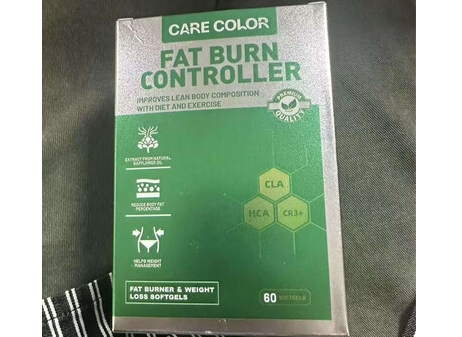 CARE COLOR
FAT BURN
CONTROLLER
IMPROVES LEAN BODY COMPOSITION
WITH DIET AND EXERCISE
PREMIUM
QUALITY
EXTRACT FROM NATURAL
SAFFLOWER OIL
REDUCE BODY FAT
PERCENTAGE
HELPS WEIGHT
MANAGEMENT
CLA
HCA
CR3+
FAT BURNER & WEIGHT
LOSS SOFTGELS
60 SOFTGELS